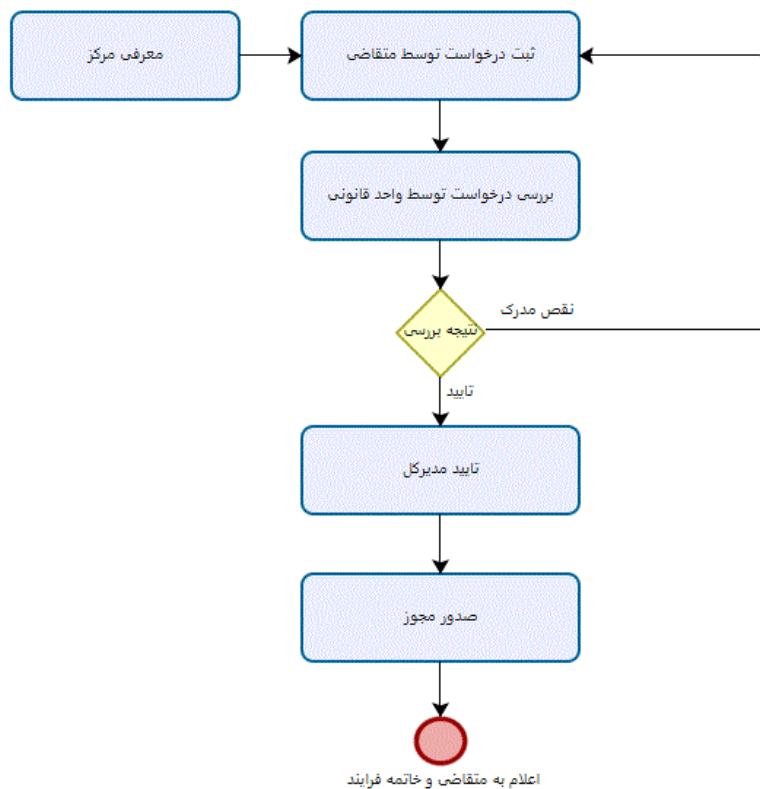 معرفی مرکز
ثبت درخواست توسط متقاضی
بررسی درخواست توسط واحد قانونی
نتیجه بررسی
نقص مدرک
تایید
تایید مدیرکل
صدور مجوز
اعلام به متقاضی و خاتمه فرایند